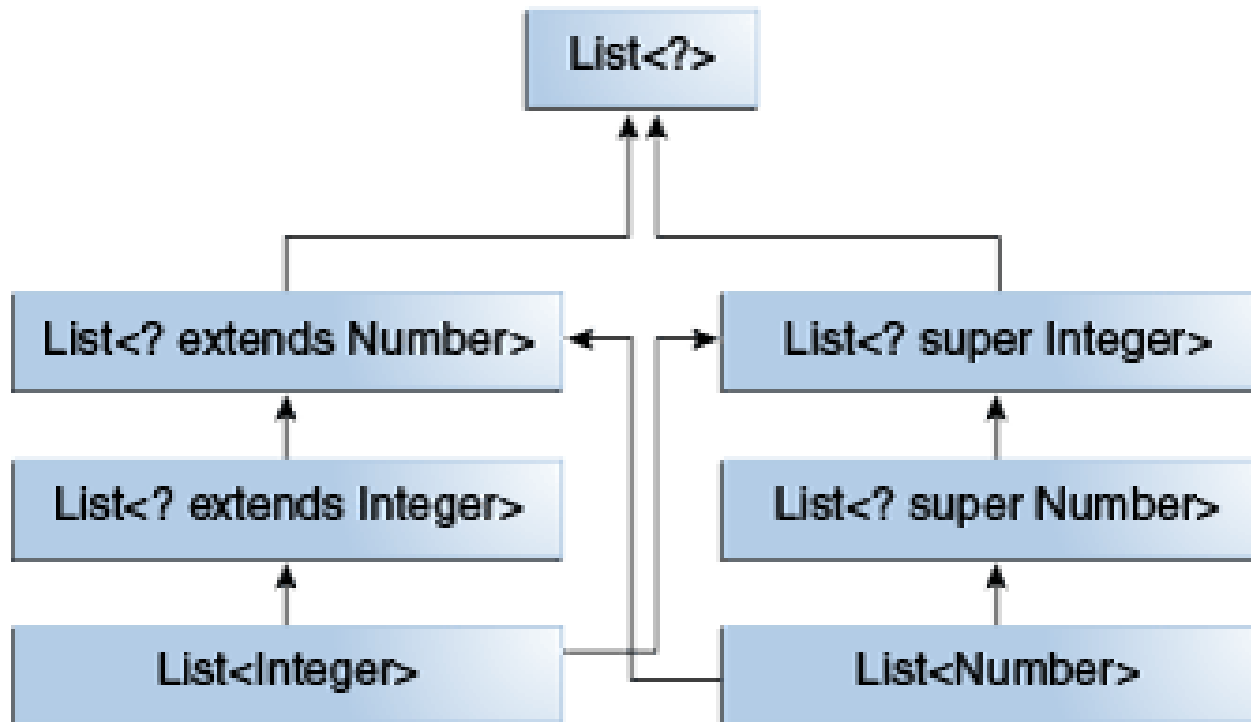 List<?>
List<? extends Number>
List<? super Integer>
List<? extends Integer>
List<? super Number>
List<Integer>
List<Number>